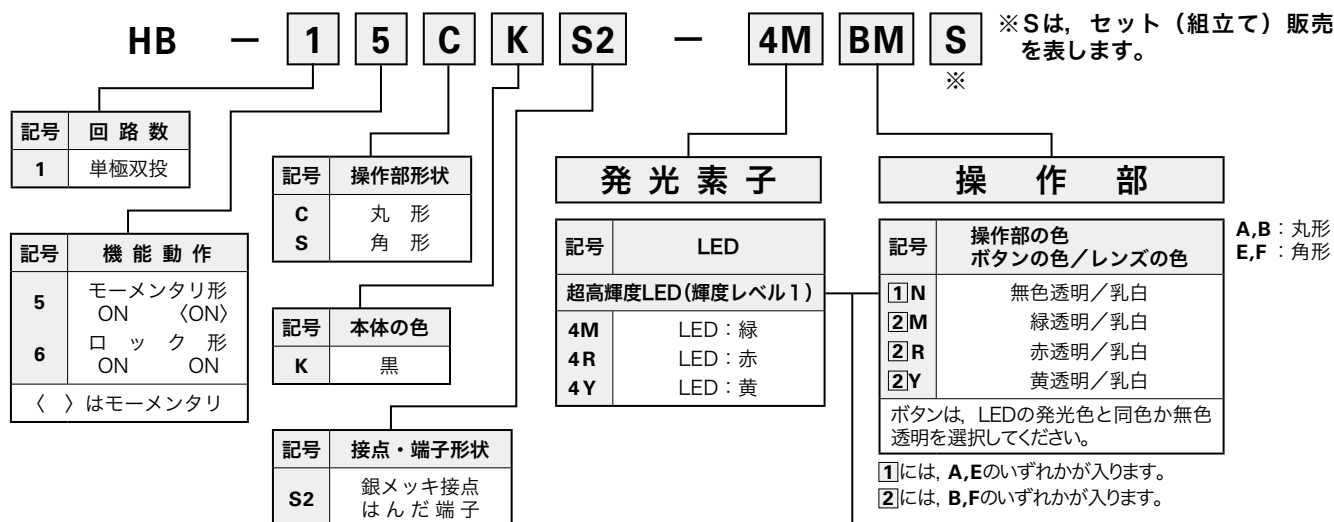 HB － 1 5 C K S2 － 4M BM S
※Sは，セット（組立て）販売
を表します。
※
記号 回路数
1 単極双投
記号 機能動作
5 モーメンタリ形
ON 〈ON〉
6 ロック形
ON ON
〈 〉はモーメンタリ
記号 操作部形状
C 丸形
S 角形
記号 本体の色
K 黒
記号 接点・端子形状
S2 銀メッキ接点
はんだ端子
発光素子
記号 LED
超高輝度LED（輝度レベル1）
4M LED：緑
4R LED：赤
4Y LED：黄
操作部
記号 操作部の色
ボタンの色／レンズの色
1N 無色透明／乳白
2M 緑透明／乳白
2R 赤透明／乳白
2Y 黄透明／乳白
ボタンは，LEDの発光色と同色か無色
透明を選択してください。
A,B：丸形
E,F：角形
1には，A,Eのいずれかが入ります。
2には，B,Fのいずれかが入ります。